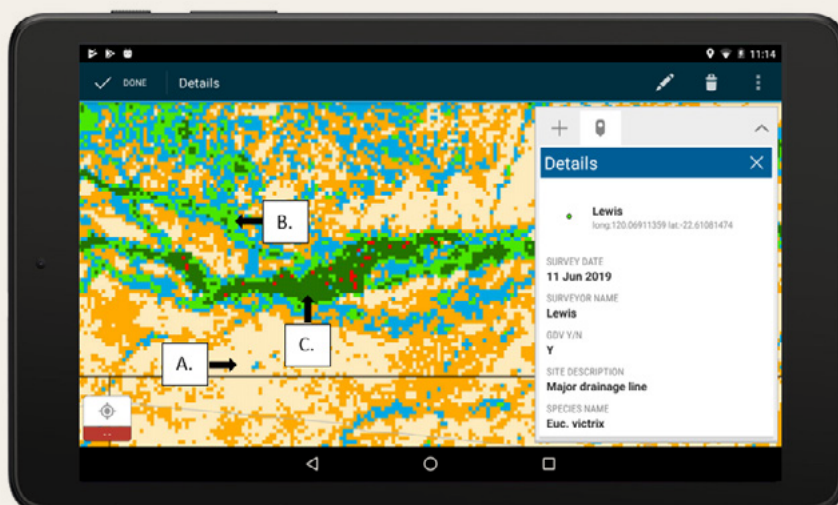 11:14
DONE Details
Details
Lewis
long:120.06911359 lat:-22.61081474
SURVEY DATE
11 Jun 2019
SURVEYOR NAME
Lewis
GDV Y/N
Y
SITE DESCRIPTION
Major drainage line
SPECIES NAME
Euc. victrix
B.
C.
A.